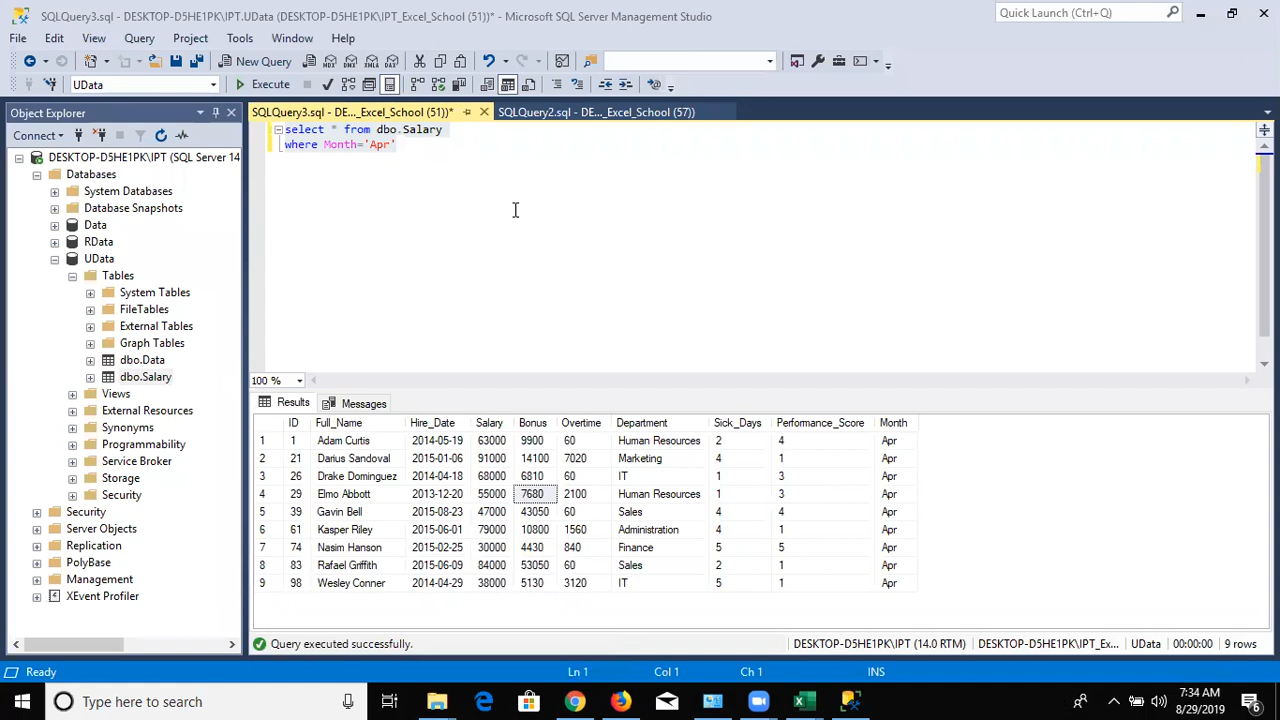 SQLQuery3.sql - DESKTOP-D5HE1PK\IPT.UData (DESKTOP-D5HE1PK\IPT_Excel_School (51))* - Microsoft SQL Server Management Studio
Quick Launch (Ctrl+Q)
File Edit View Query Project Tools Window Help
New Query
UData
Execute
Object Explorer
SQLQuery3.sql - DE..._Excel_School (51))*
SQLQuery2.sql - DE..._Excel_School (57))
Connect
DESKTOP-D5HE1PK\IPT (SQL Server 14
Databases
System Databases
Database Snapshots
Data
RData
UData
Tables
System Tables
FileTables
External Tables
Graph Tables
dbo.Data
dbo.Salary
Views
External Resources
Synonyms
Programmability
Service Broker
Storage
Security
Security
Server Objects
Replication
PolyBase
Management
XEvent Profiler
select * from dbo.Salary
where Month='Apr'
100 %
Results Messages
ID Full_Name Hire_Date Salary Bonus Overtime Department Sick_Days Perfomance_Score Month
1 1 Adam Curtis 2014-05-19 63000 9900 60 Human Resources 2 4 Apr
2 21 Darius Sandoval 2015-01-06 91000 14100 7020 Marketing 4 1 Apr
3 26 Drake Dominguez 2014-04-18 68000 6810 60 IT 1 3 Apr
4 29 Elmo Abbott 2013-12-20 55000 7680 2100 Human Resources 1 3 Apr
5 39 Gavin Bell 2015-08-23 47000 43050 60 Sales 4 4 Apr
6 61 Kasper Riley 2015-06-01 79000 10800 1560 Administration 4 1 Apr
7 74 Nasim Hanson 2015-02-25 30000 4430 840 Finance 5 5 Apr
8 83 Rafael Griffith 2015-06-09 84000 53050 60 Sales 2 1 Apr
9 98 Wesley Conner 2014-04-29 38000 5130 3120 IT 5 1 Apr
Query executed successfully.
DESKTOP-D5HE1PK\IPT (14.0 RTM) DESKTOP-D5HE1PK\IPT_Ex... UData 00:00:00 9 rows
Ready Ln 1 Col 1 Ch 1 INS
Type here to search
7:34 AM
8/29/2019
6